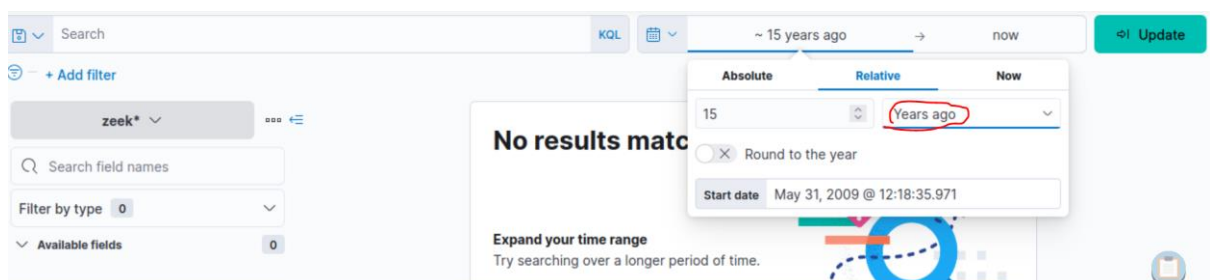 Search KQL ~ 15 years ago → now Update
+ Add filter
Absolute Relative Now
zeek*
15 Years ago
No results matc
Search field names
Round to the year
Filter by type 0
Start date May 31, 2009 @ 12:18:35.971
Available fields 0
Expand your time range
Try searching over a longer period of time.